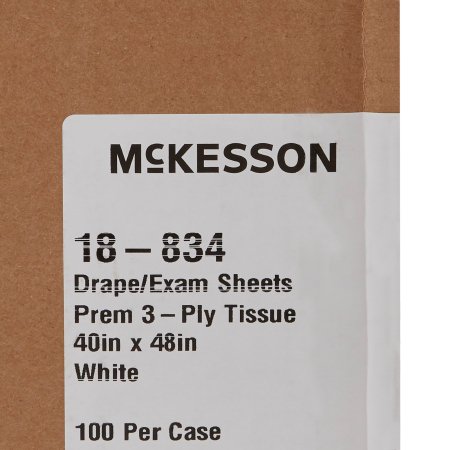 McKESSON
18 – 834
Drape/Exam Sheets
Prem 3 – Ply Tissue
40in x 48in
White
100 Per Case